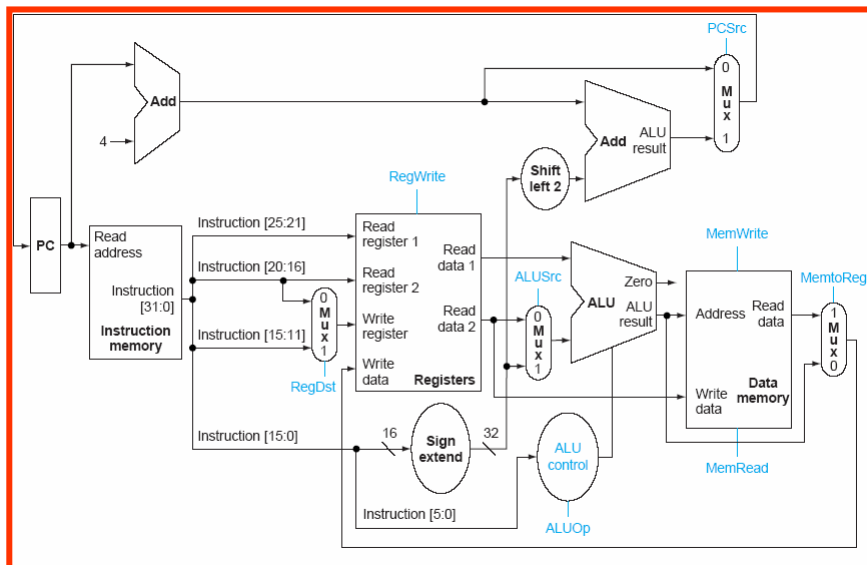 PCSrc
0
M
u
x
1
Add
ALU
Add
result
4
Shift
left 2
RegWrite
PC
Read
address
Instruction
[31:0]
Instruction
memory
Instruction [25:21]
Instruction [20:16]
Instruction [15:11]
Instruction [15:0]
0
M
u
x
1
RegDst
Read
register 1
Read
register 2
Write
register
Write
data
Read
data 1
Read
data 2
Registers
ALUSrc
0
M
u
x
1
ALU
Zero
ALU
result
MemWrite
Address
Read
data
Write
data
Data
memory
MemRead
MemtoReg
1
M
u
x
0
16
Sign
extend
32
ALU
control
ALUOp
Instruction [5:0]